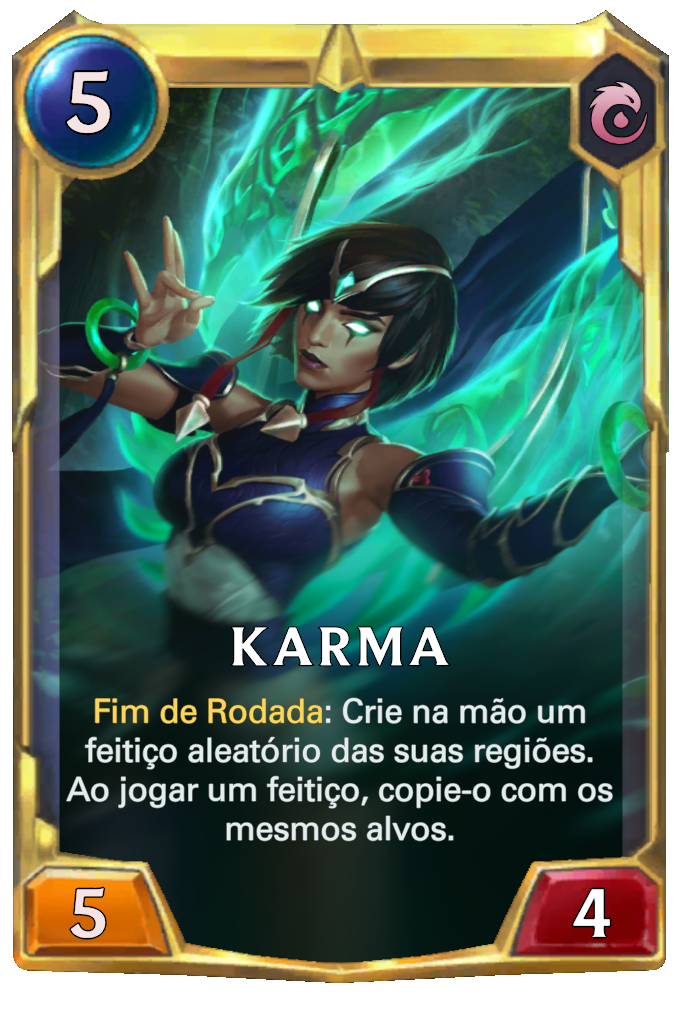 5
KARMA
Fim de Rodada: Crie na mão um
feitiço aleatório das suas regiões.
Ao jogar um feitiço, copie-o com os
mesmos alvos.
5
4